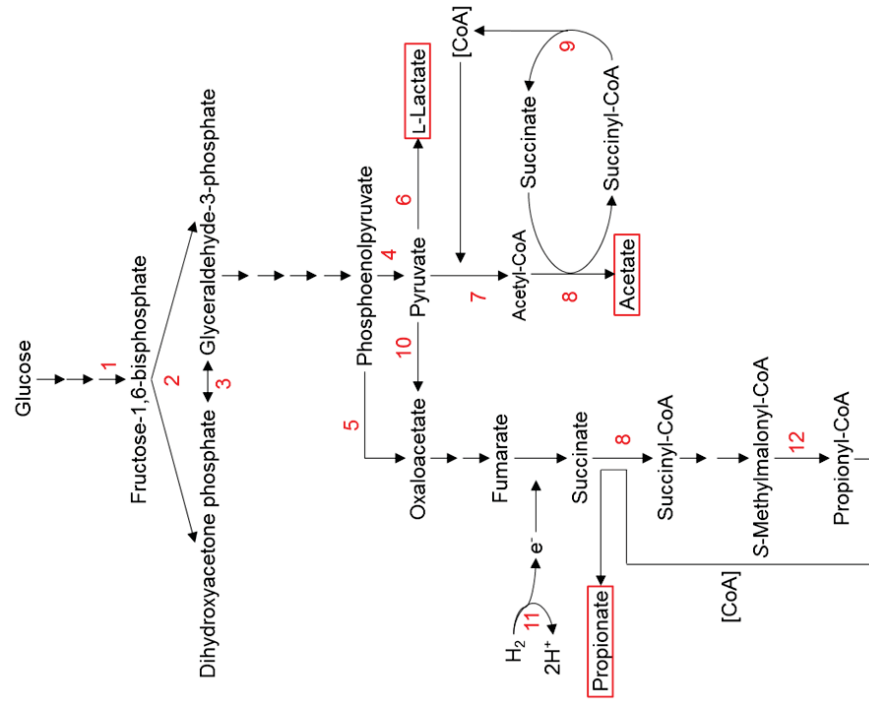 Glucose
1
Fructose-1,6-bisphosphate
2
Dihydroxyacetone phosphate
3
Glyceraldehyde-3-phosphate
Phosphoenolpyruvate
5
4
Oxaloacetate
10
Pyruvate
6
L-Lactate
[CoA]
7
Fumarate
Acetyl-CoA
H2
11
2H+
e-
Succinate
8
Succinate
9
Succinyl-CoA
8
Acetate
Propionate
Succinyl-CoA
[CoA]
S-Methylmalonyl-CoA
12
Propionyl-CoA